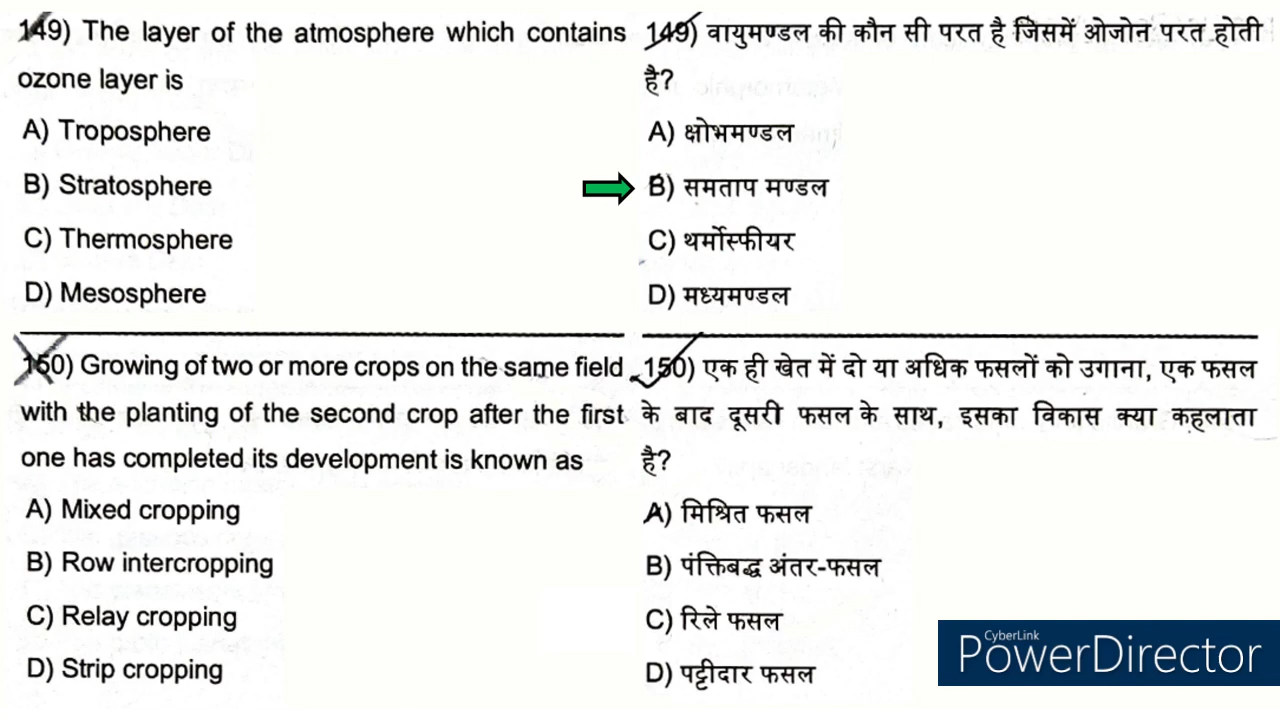 149) The layer of the atmosphere which contains
ozone layer is
A) Troposphere
B) Stratosphere
C) Thermosphere
D) Mesosphere
150) Growing of two or more crops on the same field
with the planting of the second crop after the first
one has completed its development is known as
A) Mixed cropping
B) Row intercropping
C) Relay cropping
D) Strip cropping
149) वायुमण्डल की कौन सी परत है जिसमें ओजोन परत होती
है?
A) क्षोभमण्डल
B) समताप मण्डल
C) थर्मोस्फीयर
D) मध्यमण्डल
150) एक ही खेत में दो या अधिक फसलों को उगाना, एक फसल
के बाद दूसरी फसल के साथ, इसका विकास क्या कहलाता
है?
A) मिश्रित फसल
B) पंक्तिबद्ध अंतर-फसल
C) रिले फसल
D) पट्टीदार फसल
CyberLink
PowerDirector